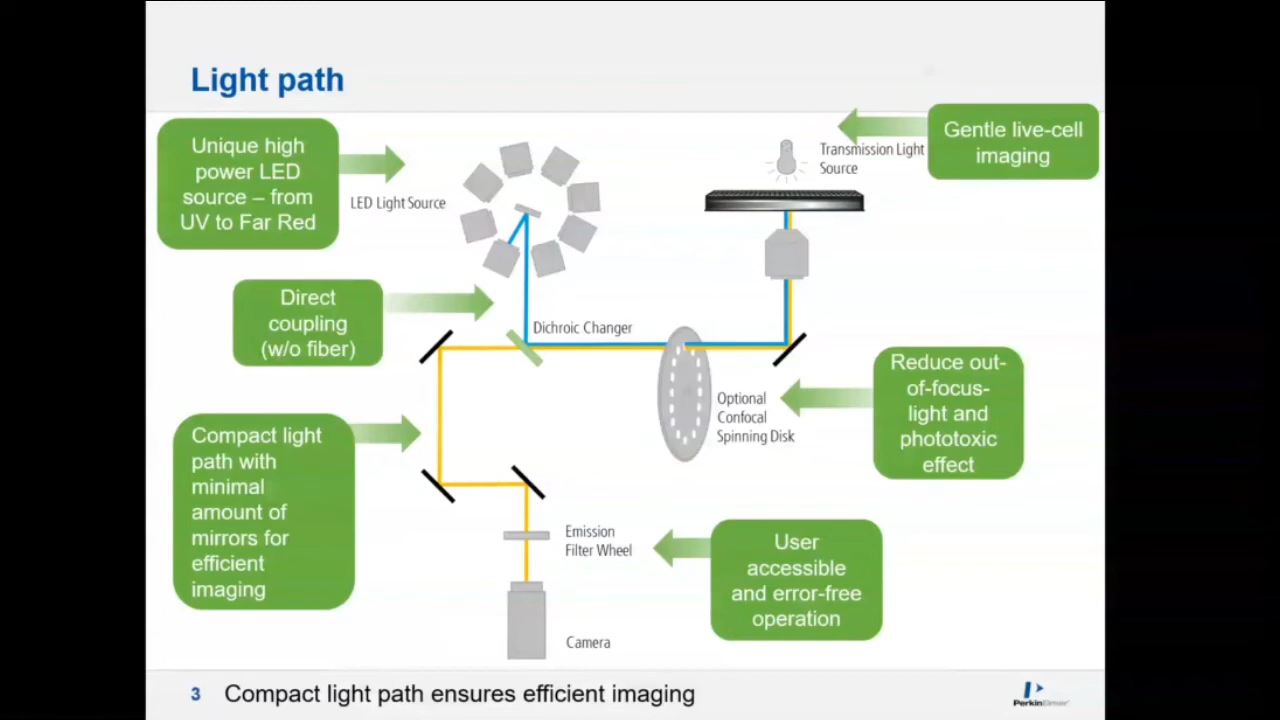 Light path
Unique high
power LED
source – from
UV to Far Red
LED Light Source
Transmission Light
Source
Gentle live-cell
imaging
Direct
coupling
(w/o fiber)
Dichroic Changer
Optional
Confocal
Spinning Disk
Reduce out-
of-focus-
light and
phototoxic
effect
Compact light
path with
minimal
amount of
mirrors for
efficient
imaging
Emission
Filter Wheel
User
accessible
and error-free
operation
Camera
3 Compact light path ensures efficient imaging
PerkinElmer